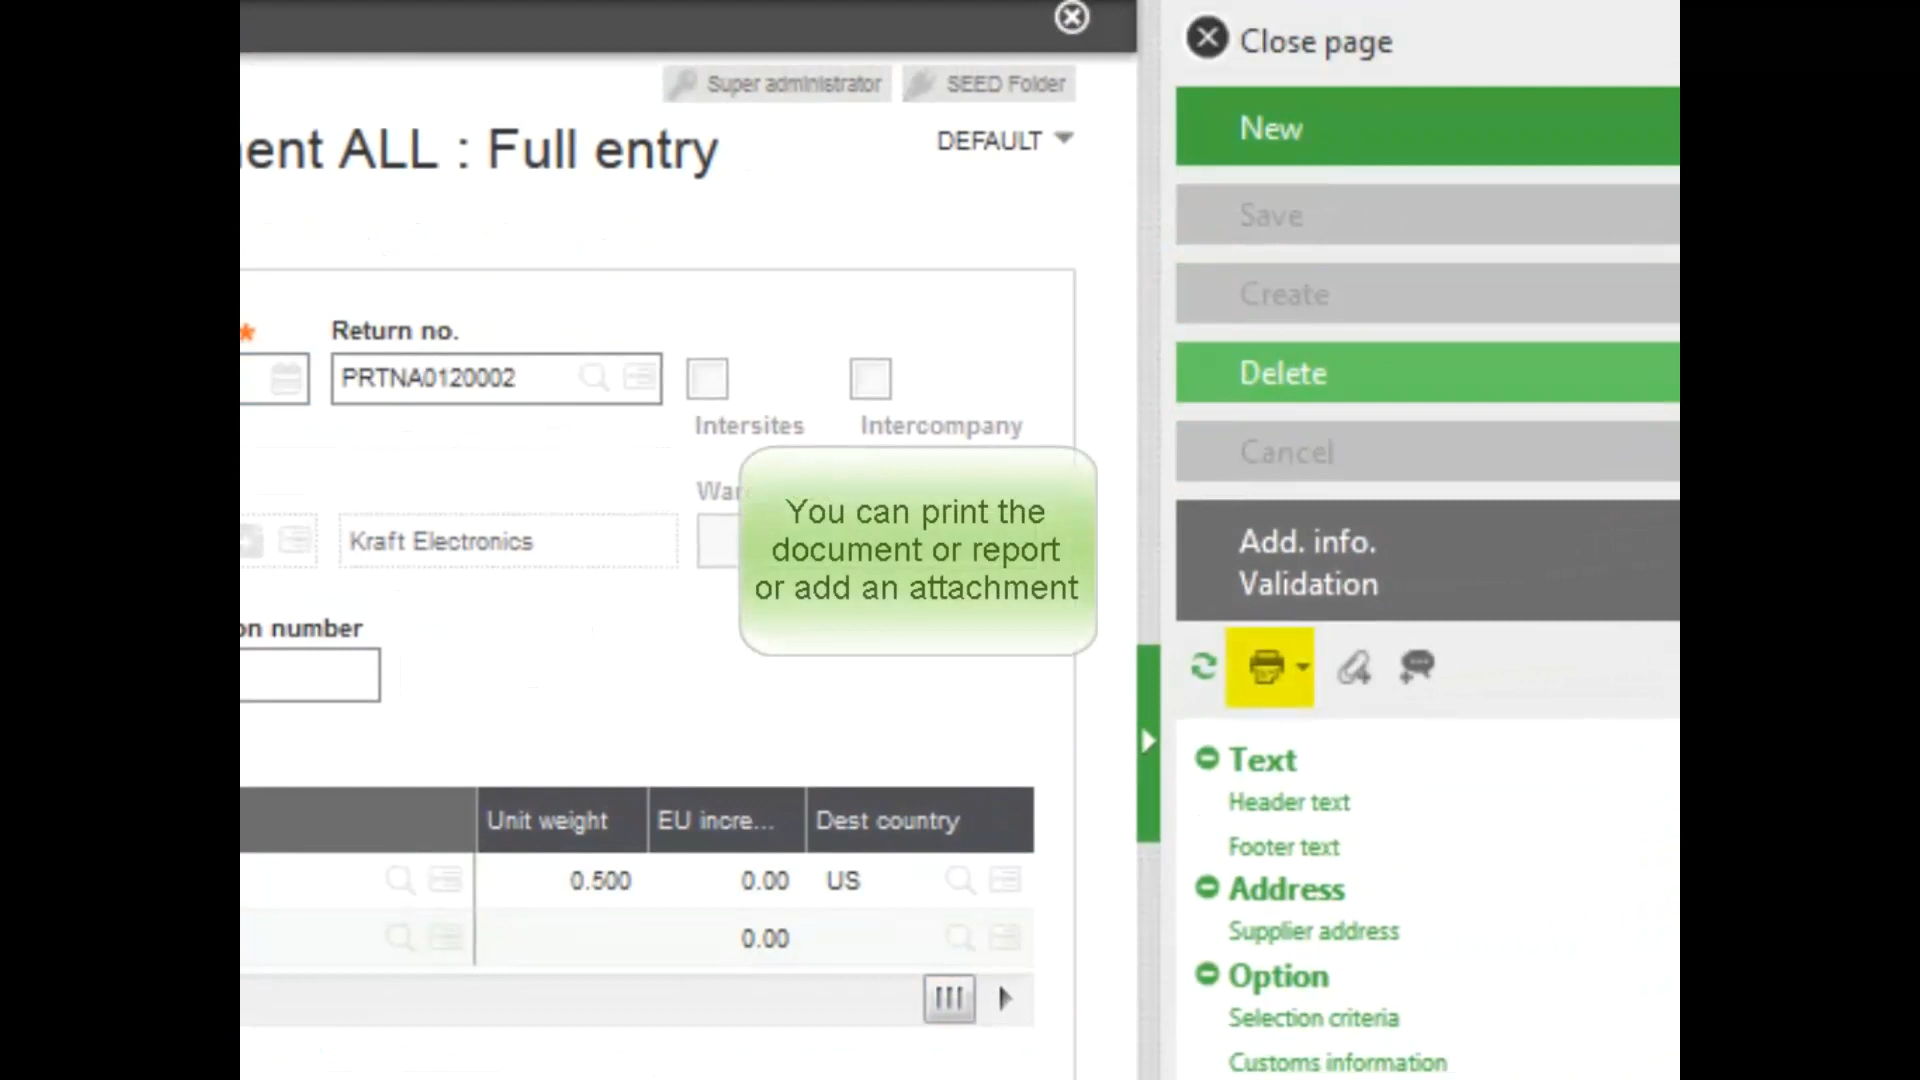 Super administrator
SEED Folder
ent ALL : Full entry
DEFAULT
*
Return no.
PRTNA0120002
Intersites
Intercompany
War
Kraft Electronics
on number
You can print the
document or report
or add an attachment
Unit weight
EU incre...
Dest country
0.500
0.00
US
0.00
Close page
New
Save
Create
Delete
Cancel
Add. info.
Validation
Text
Header text
Footer text
Address
Supplier address
Option
Selection criteria
Customs information